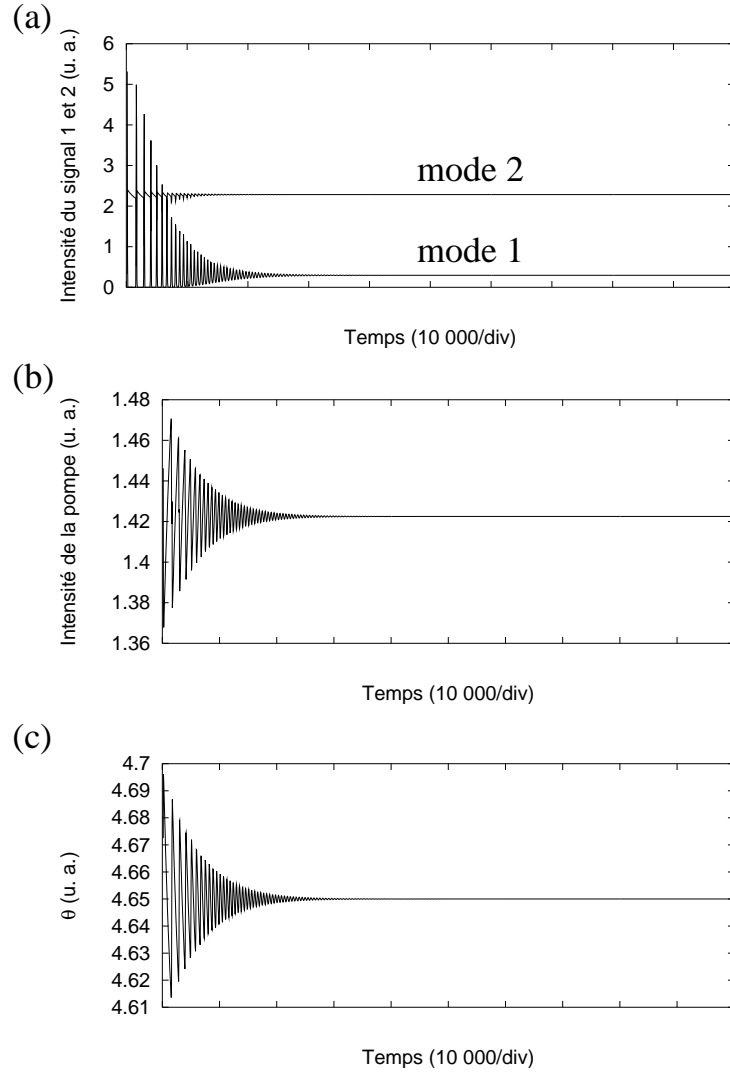 (a)
Intensité du signal 1 et 2 (u. a.)
6
5
4
3
2
1
0
mode 2
mode 1
Temps (10 000/div)
(b)
Intensité de la pompe (u. a.)
1.48
1.46
1.44
1.42
1.4
1.38
1.36
Temps (10 000/div)
(c)
θ (u. a.)
4.7
4.69
4.68
4.67
4.66
4.65
4.64
4.63
4.62
4.61
Temps (10 000/div)